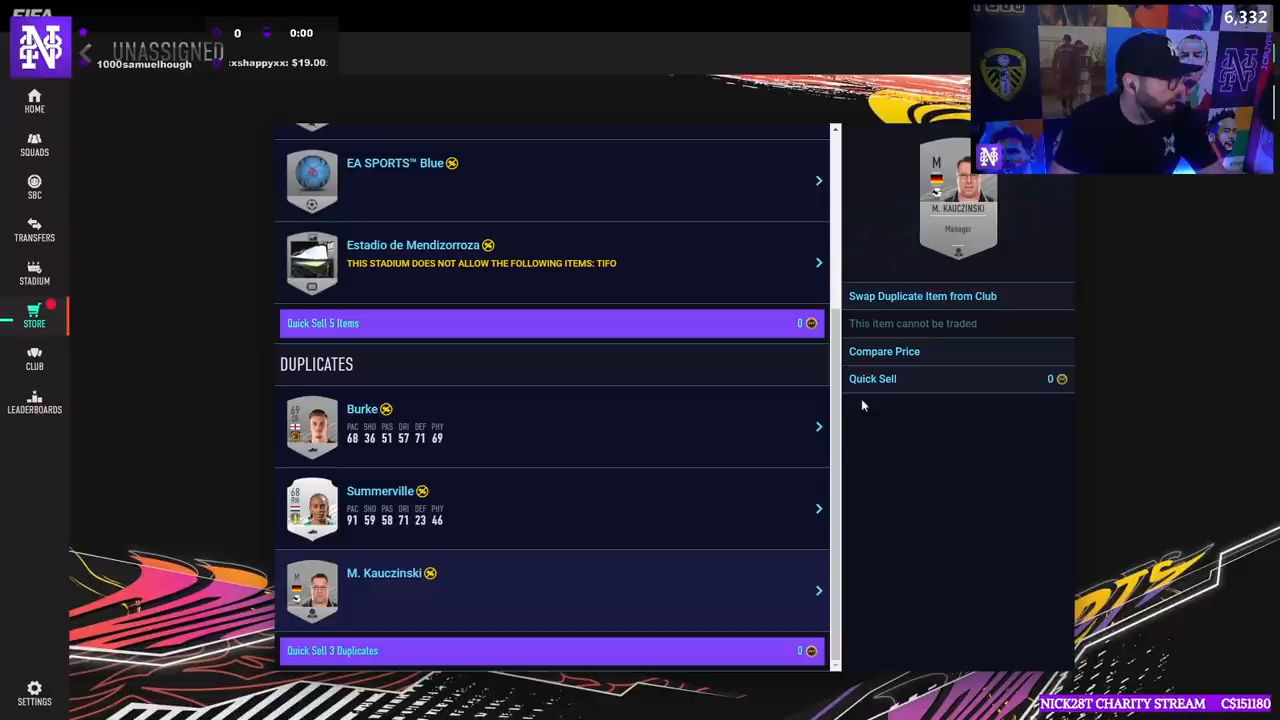 FIFA
6,332
0
0:00
UNASSIGNED
1000samuelhough
:xshappyxx: $19.00:
HOME
SQUADS
SBC
TRANSFERS
STADIUM
STORE
CLUB
LEADERBOARDS
SETTINGS
EA SPORTS™ Blue
Estadio de Mendizorroza
THIS STADIUM DOES NOT ALLOW THE FOLLOWING ITEMS: TIFO
Quick Sell 5 Items 0
DUPLICATES
69
Burke
PAC SHO PAS DRI DEF PHY
68 36 51 57 71 69
68
RW
Summerville
PAC SHO PAS DRI DEF PHY
91 59 58 71 23 46
M
M. Kauczinski
Quick Sell 3 Duplicates 0
M
M. KAUCZINSKI
Manager
Swap Duplicate Item from Club
This item cannot be traded
Compare Price
Quick Sell 0
NICK28T CHARITY STREAM C$151180